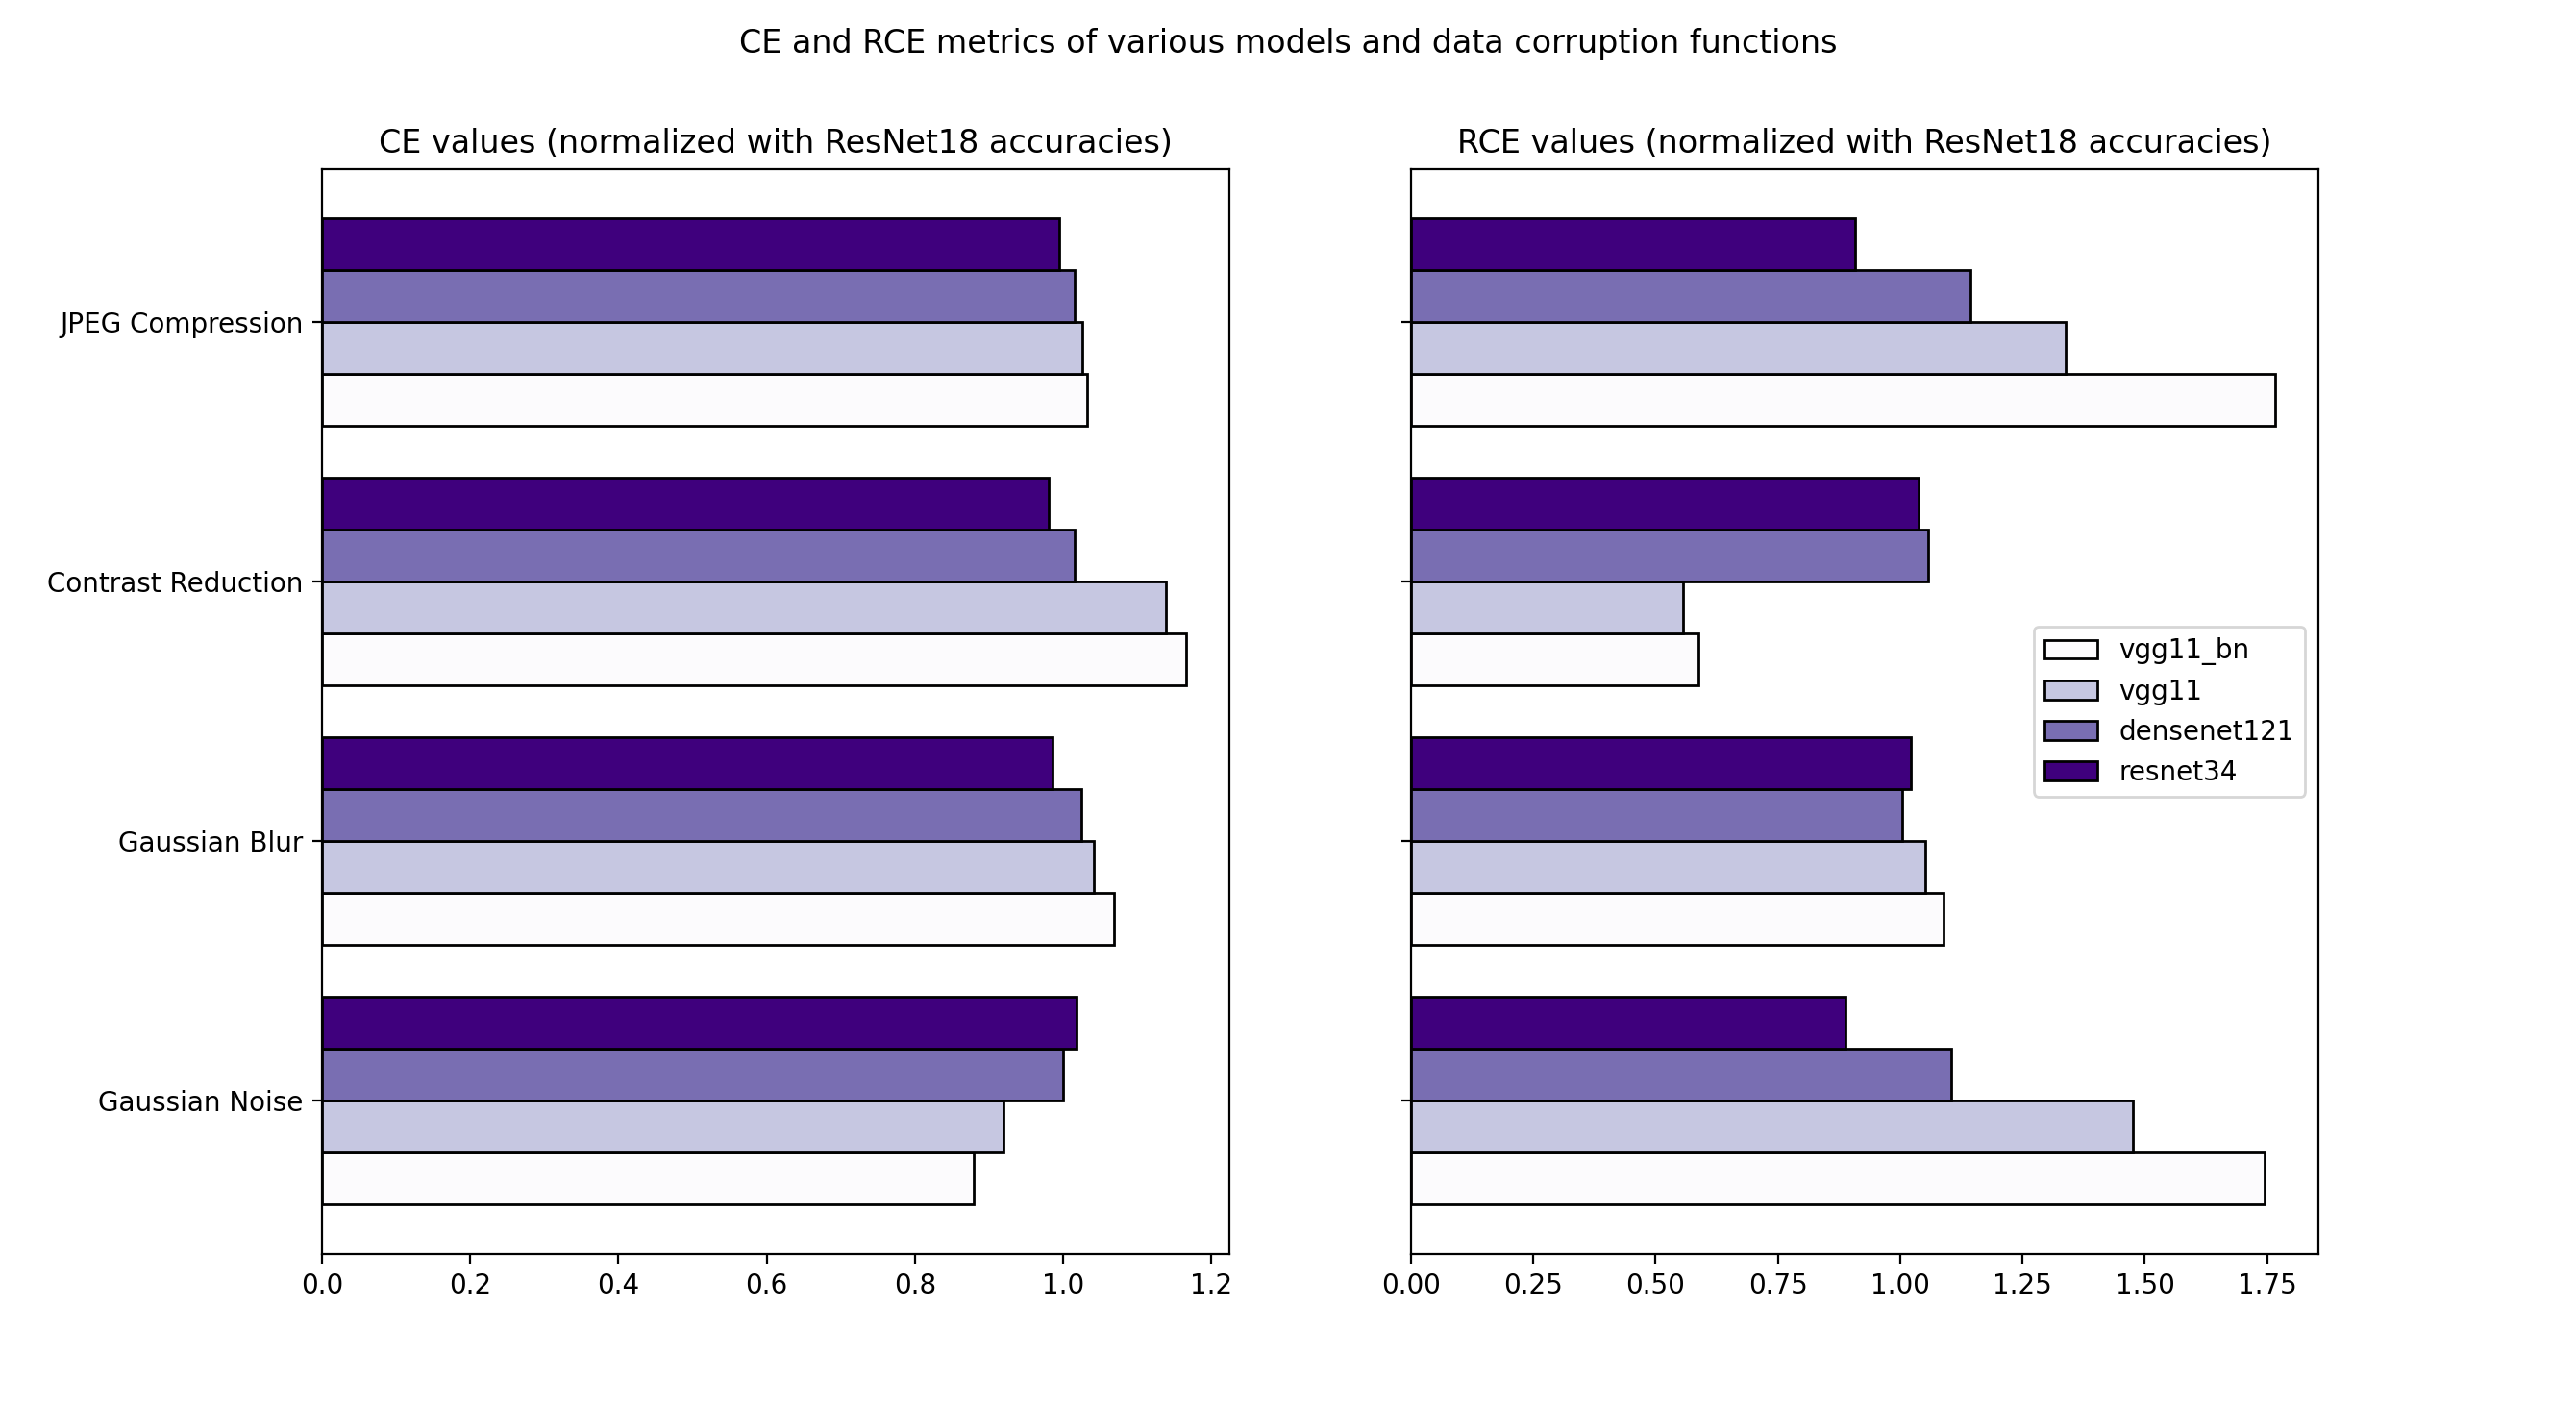 CE and RCE metrics of various models and data corruption functions
CE values (normalized with ResNet18 accuracies)
JPEG Compression
Contrast Reduction
Gaussian Blur
Gaussian Noise
0.0 0.2 0.4 0.6 0.8 1.0 1.2
RCE values (normalized with ResNet18 accuracies)
vgg11_bn
vgg11
densenet121
resnet34
0.00 0.25 0.50 0.75 1.00 1.25 1.50 1.75